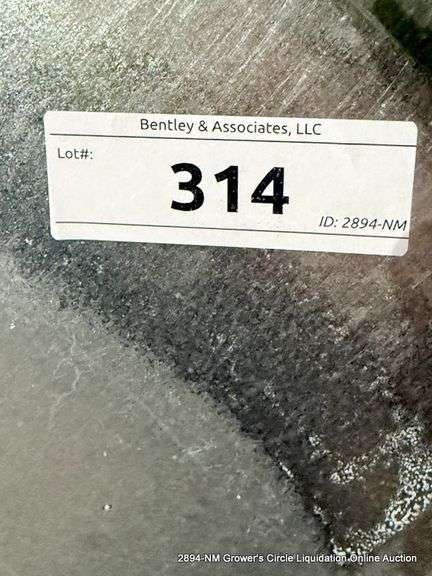 Bentley & Associates, LLC
Lot#:
314
ID: 2894-NM
2894-NM Grower's Circle Liquidation Online Auction